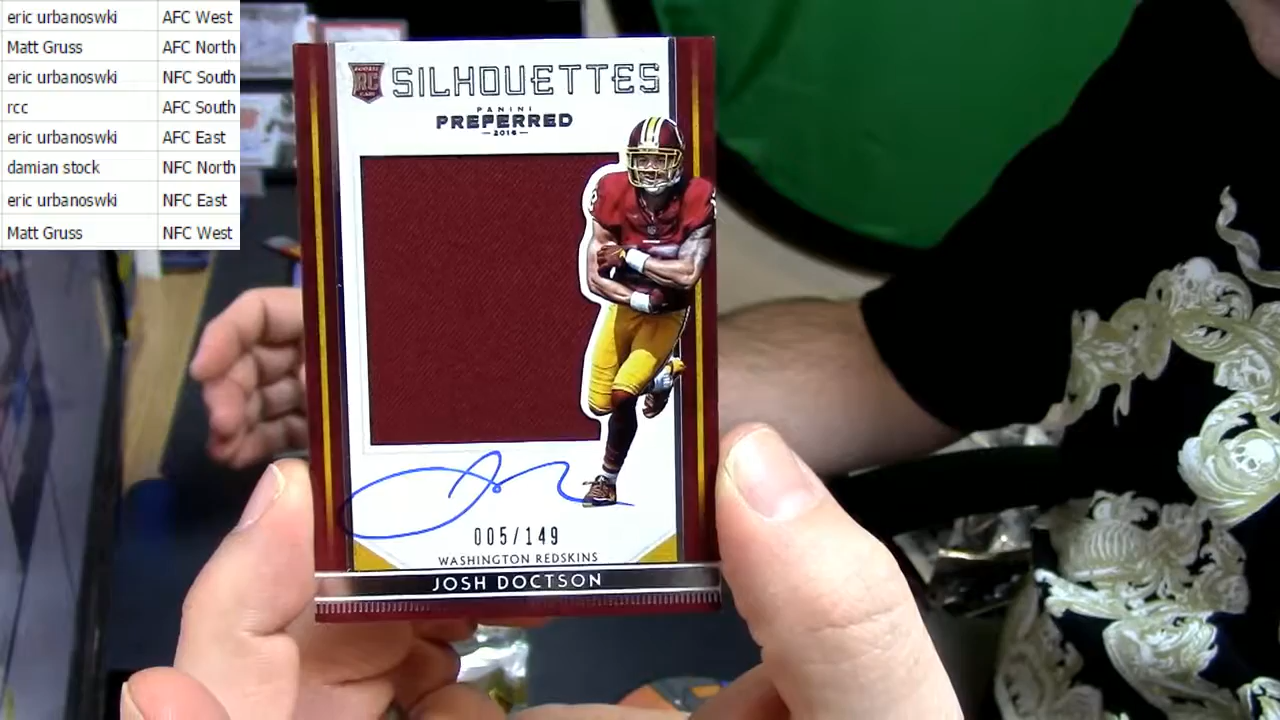 eric urbanoswki AFC West
Matt Gruss AFC North
eric urbanoswki NFC South
rcc AFC South
eric urbanoswki AFC East
damian stock NFC North
eric urbanoswki NFC East
Matt Gruss NFC West
ROOKIE
RC
CARD
SILHOUETTES
PANINI
PREFERRED
2016
005/149
WASHINGTON REDSKINS
JOSH DOCTSON